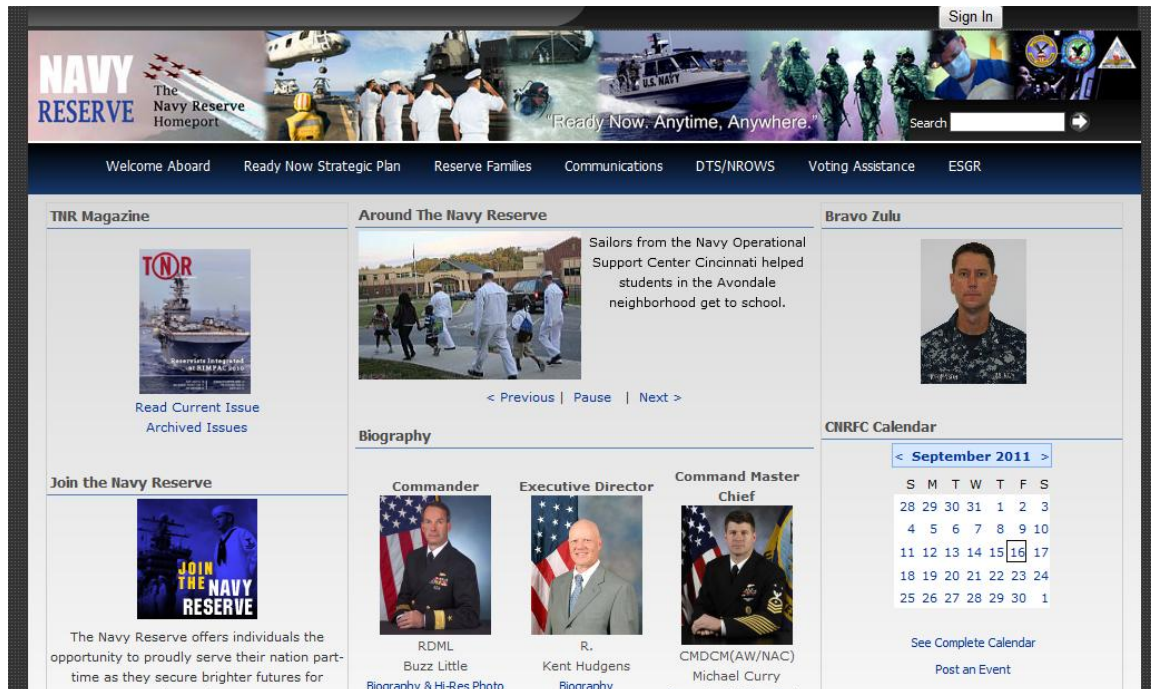 Sign In
NAVY
RESERVE
The
Navy Reserve
Homeport
U.S. NAVY
"Ready Now. Anytime, Anywhere."
Search
Welcome Aboard Ready Now Strategic Plan Reserve Families Communications DTS/NROWS Voting Assistance ESGR
TNR Magazine
TNR
Reservists Integrated
at RIMPAC 2010
Read Current Issue
Archived Issues
Join the Navy Reserve
JOIN
THE NAVY
RESERVE
The Navy Reserve offers individuals the
opportunity to proudly serve their nation part-
time as they secure brighter futures for
Around The Navy Reserve
Sailors from the Navy Operational
Support Center Cincinnati helped
students in the Avondale
neighborhood get to school.
< Previous | Pause | Next >
Biography
Commander
RDML
Buzz Little
Biography & Hi-Res Photo
Executive Director
R.
Kent Hudgens
Biography
Command Master
Chief
CMDCM(AW/NAC)
Michael Curry
Bravo Zulu
CNRFC Calendar
< September 2011 >
S M T W T F S
28 29 30 31 1 2 3
4 5 6 7 8 9 10
11 12 13 14 15 16 17
18 19 20 21 22 23 24
25 26 27 28 29 30 1
See Complete Calendar
Post an Event